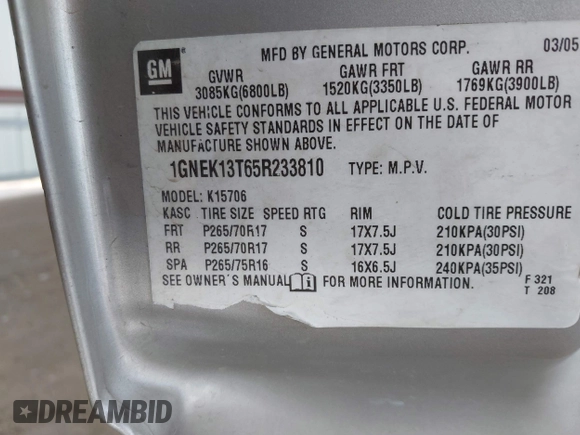 MFD BY GENERAL MOTORS CORP. 03/05
GM GVWR GAWR FRT GAWR RR
3085KG(6800LB) 1520KG(3350LB) 1769KG(3900LB)
THIS VEHICLE CONFORMS TO ALL APPLICABLE U.S. FEDERAL MOTOR
VEHICLE SAFETY STANDARDS IN EFFECT ON THE DATE OF
MANUFACTURE SHOWN ABOVE.
1GNEK13T65R233810 TYPE: M.P.V.
MODEL: K15706
KASC TIRE SIZE SPEED RTG RIM COLD TIRE PRESSURE
FRT P265/70R17 S 17X7.5J 210KPA(30PSI)
RR P265/70R17 S 17X7.5J 210KPA(30PSI)
SPA P265/75R16 S 16X6.5J 240KPA(35PSI)
SEE OWNER'S MANUAL i FOR MORE INFORMATION. F 321
T 208
DREAMBID